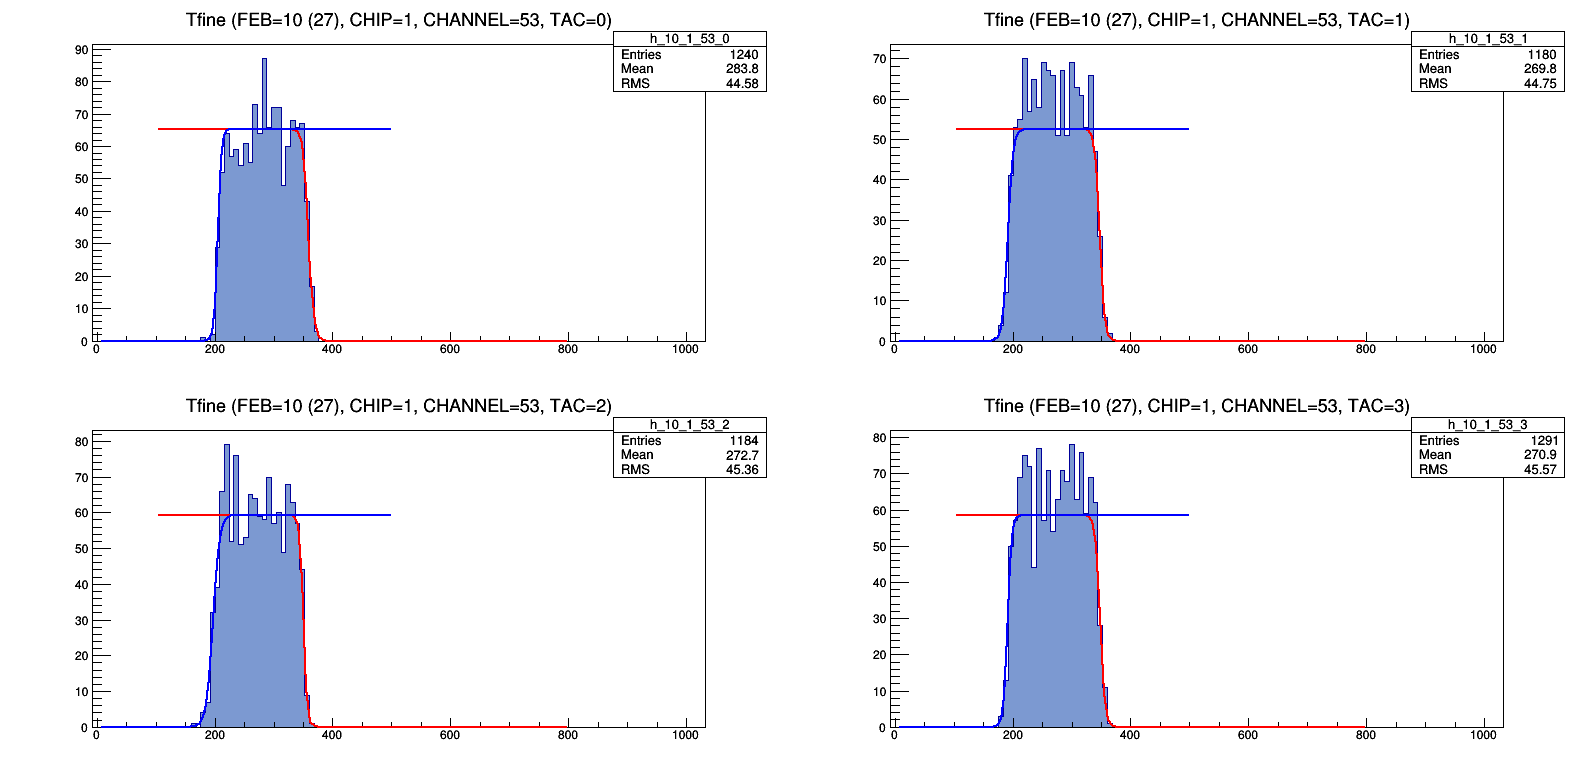 Tfine (FEB=10 (27), CHIP=1, CHANNEL=53, TAC=0)
h_10_1_53_0
Entries 1240
Mean 283.8
RMS 44.58
90
80
70
60
50
40
30
20
10
0
0 200 400 600 800 1000
Tfine (FEB=10 (27), CHIP=1, CHANNEL=53, TAC=1)
h_10_1_53_1
Entries 1180
Mean 269.8
RMS 44.75
70
60
50
40
30
20
10
0
0 200 400 600 800 1000
Tfine (FEB=10 (27), CHIP=1, CHANNEL=53, TAC=2)
h_10_1_53_2
Entries 1184
Mean 272.7
RMS 45.36
80
70
60
50
40
30
20
10
0
0 200 400 600 800 1000
Tfine (FEB=10 (27), CHIP=1, CHANNEL=53, TAC=3)
h_10_1_53_3
Entries 1291
Mean 270.9
RMS 45.57
80
70
60
50
40
30
20
10
0
0 200 400 600 800 1000